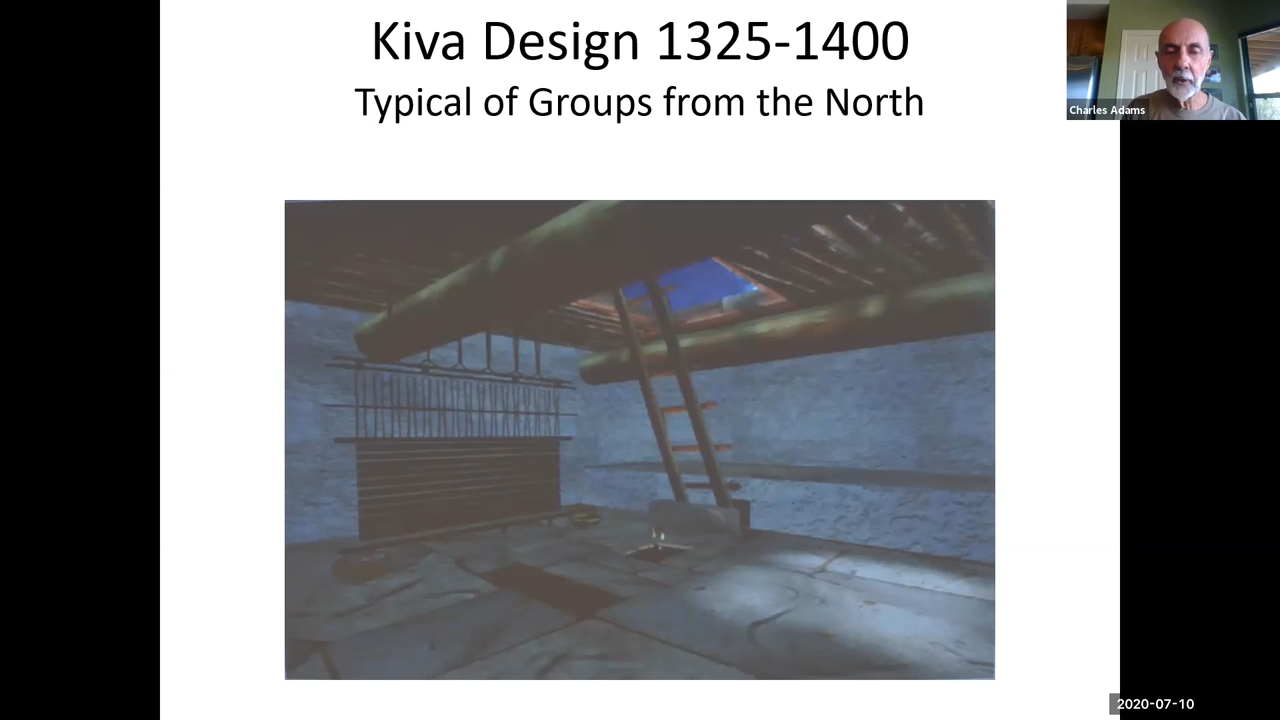 Kiva Design 1325-1400
Typical of Groups from the North
Charles Adams
2020-07-10